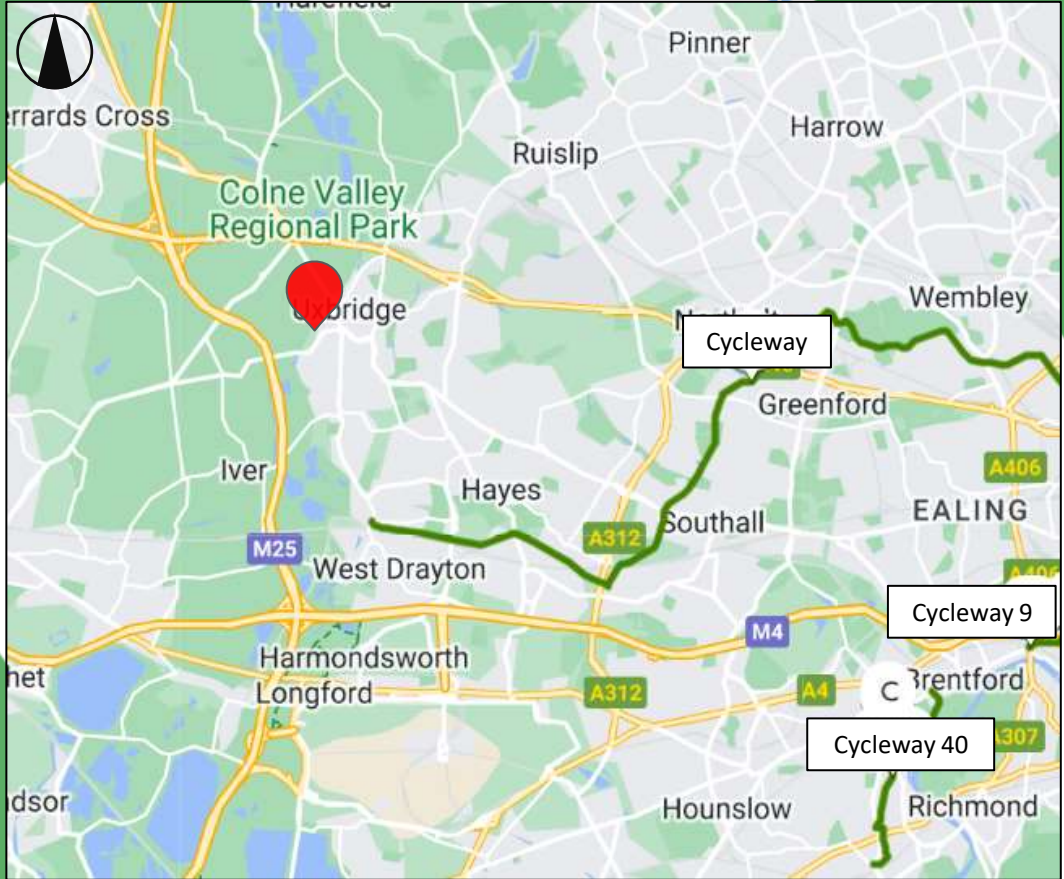 Pinner
errards Cross
Harrow
Ruislip
Colne Valley
Regional Park
Uxbridge
Wembley
Cycleway
Greenford
Iver
Hayes
A406
EALING
Southall
A312
M25
West Drayton
A406
Cycleway 9
M4
Harmondsworth
Longford
A312
A4
C
Brentford
Cycleway 40
A307
Hounslow
Richmond